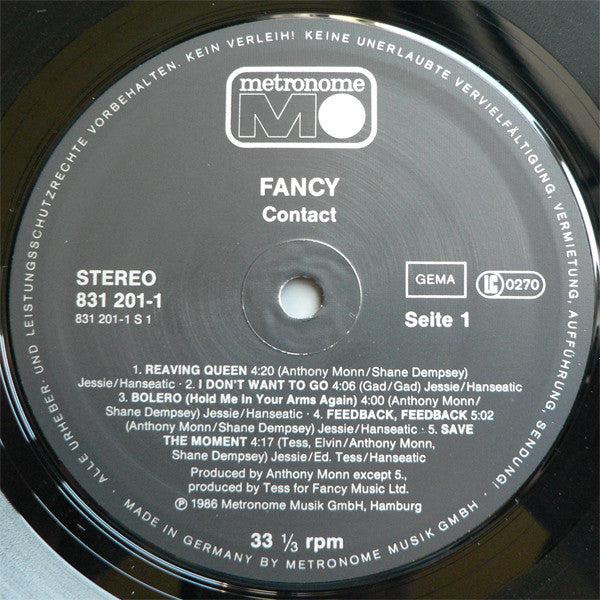 · ALLE URHEBER- UND LEISTUNGSSCHUTZRECHTE VORBEHALTEN. KEIN VERLEIH! KEINE UNERLAUBTE VERVIELFÄLTIGUNG, VERMIETUNG, AUFFÜHRUNG, SENDUNG! ·
metronome
MO
FANCY
Contact
STEREO
831 201-1
831 201-1 S 1
GEMA
LC 0270
Seite 1
1. REAVING QUEEN 4:20 (Anthony Monn/Shane Dempsey)
Jessie/Hanseatic · 2. I DON'T WANT TO GO 4:06 (Gad/Gad) Jessie/Hanseatic
3. BOLERO (Hold Me In Your Arms Again) 4:00 (Anthony Monn/
Shane Dempsey) Jessie/Hanseatic · 4. FEEDBACK, FEEDBACK 5:02
(Anthony Monn/Shane Dempsey) Jessie/Hanseatic · 5. SAVE
THE MOMENT 4:17 (Tess, Elvin/Anthony Monn,
Shane Dempsey) Jessie/Ed. Tess/Hanseatic
Produced by Anthony Monn except 5.,
produced by Tess for Fancy Music Ltd.
℗ 1986 Metronome Musik GmbH, Hamburg
33 ⅓ rpm
MADE IN GERMANY BY METRONOME MUSIK GMBH ·